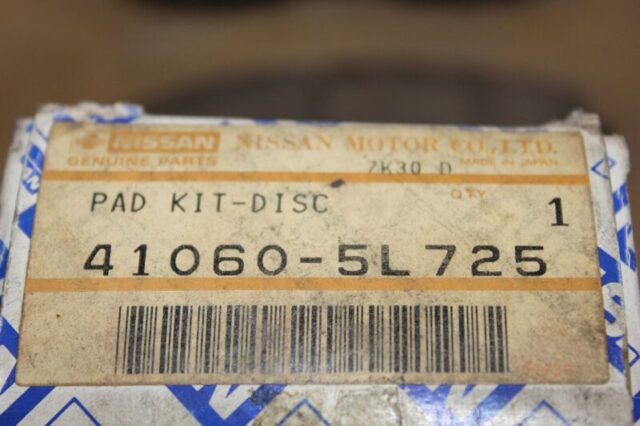 NISSAN NISSAN MOTOR CO., LTD.
GENUINE PARTS 7K30 D MADE IN JAPAN
PAD KIT-DISC QTY 1
41060-5L725